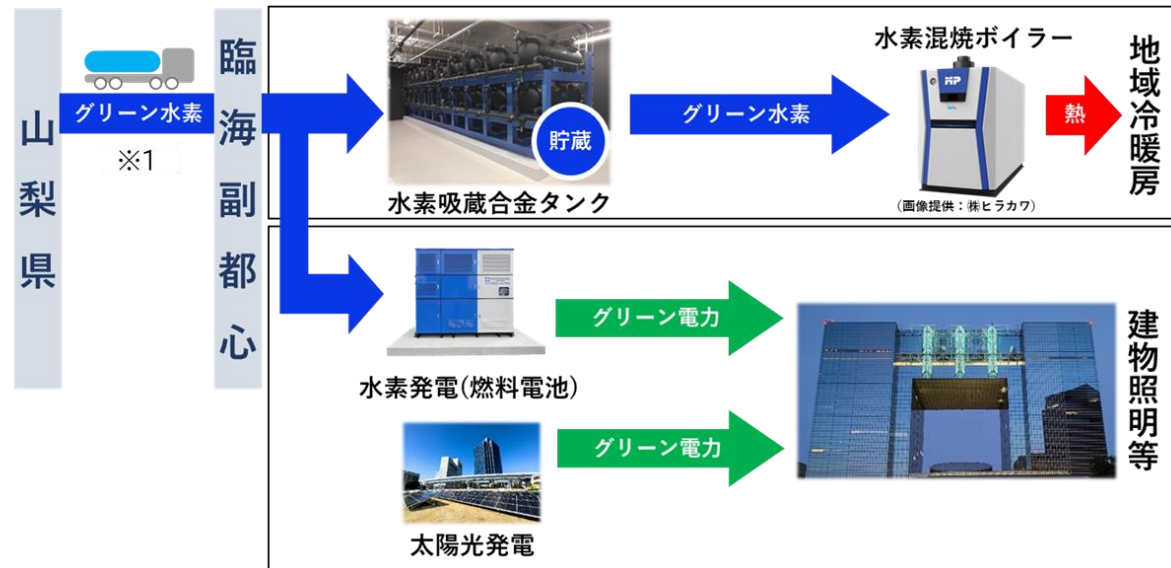 山梨県
グリーン水素
※1
臨海副都心
貯蔵
水素吸蔵合金タンク
グリーン水素
水素混焼ボイラー
HP
(画像提供：㈱ヒラカワ)
熱
地域冷暖房
水素発電(燃料電池)
グリーン電力
太陽光発電
グリーン電力
建物照明等